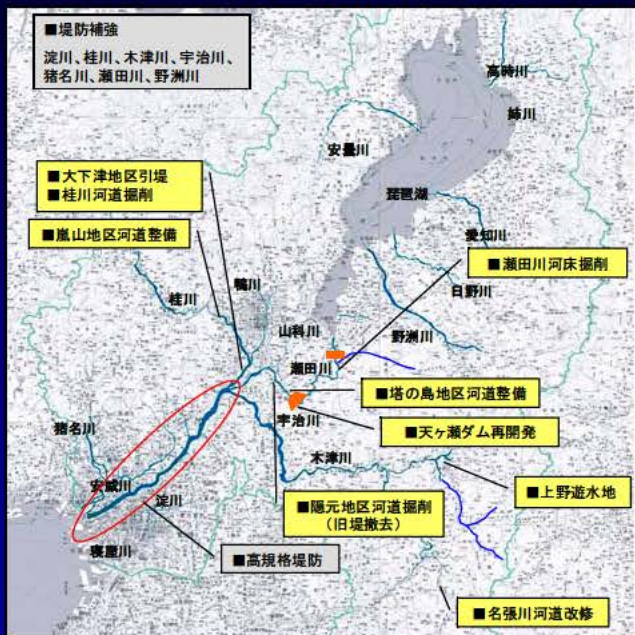 ■堤防補強
淀川、桂川、木津川、宇治川、
猪名川、瀬田川、野洲川
高時川
姉川
安曇川
琵琶湖
■大下津地区引堤
■桂川河道掘削
愛知川
■嵐山地区河道整備
■瀬田川河床掘削
鴨川
日野川
桂川
山科川
野洲川
瀬田川
■塔の島地区河道整備
宇治川
■天ヶ瀬ダム再開発
猪名川
木津川
安威川
■上野遊水地
淀川
■隠元地区河道掘削
（旧堤撤去）
寝屋川
■高規格堤防
■名張川河道改修